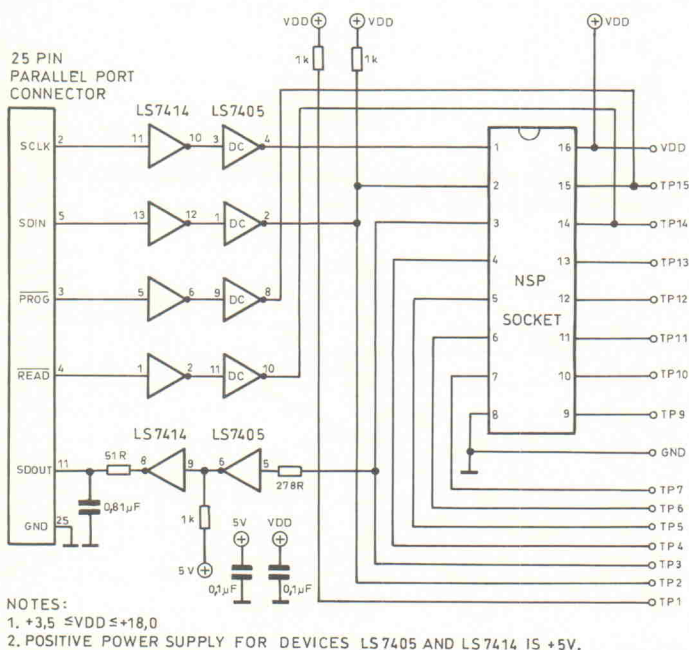 VDD VDD VDD
1k 1k
25 PIN
PARALLEL PORT
CONNECTOR
LS7414 LS7405
SCLK 2 11 10 3 DC 4 1 16 VDD
2 15 TP15
SDIN 5 13 12 1 DC 2 3 14 TP14
4 13 TP13
NSP
PROG 3 5 6 9 DC 8 5 12 TP12
SOCKET
6 11 TP11
READ 4 1 2 11 DC 10 7 10 TP10
8 9 TP9
LS7414 LS7405
GND
SDOUT 11 51R 8 9 6 5 278R
TP7
0,81µF 1k TP6
GND 25 5V VDD TP5
TP4
5V 0,1µF 0,1µF TP3
TP2
NOTES: TP1
1. +3,5 ≤VDD ≤+18,0
2. POSITIVE POWER SUPPLY FOR DEVICES LS7405 AND LS7414 IS +5V.